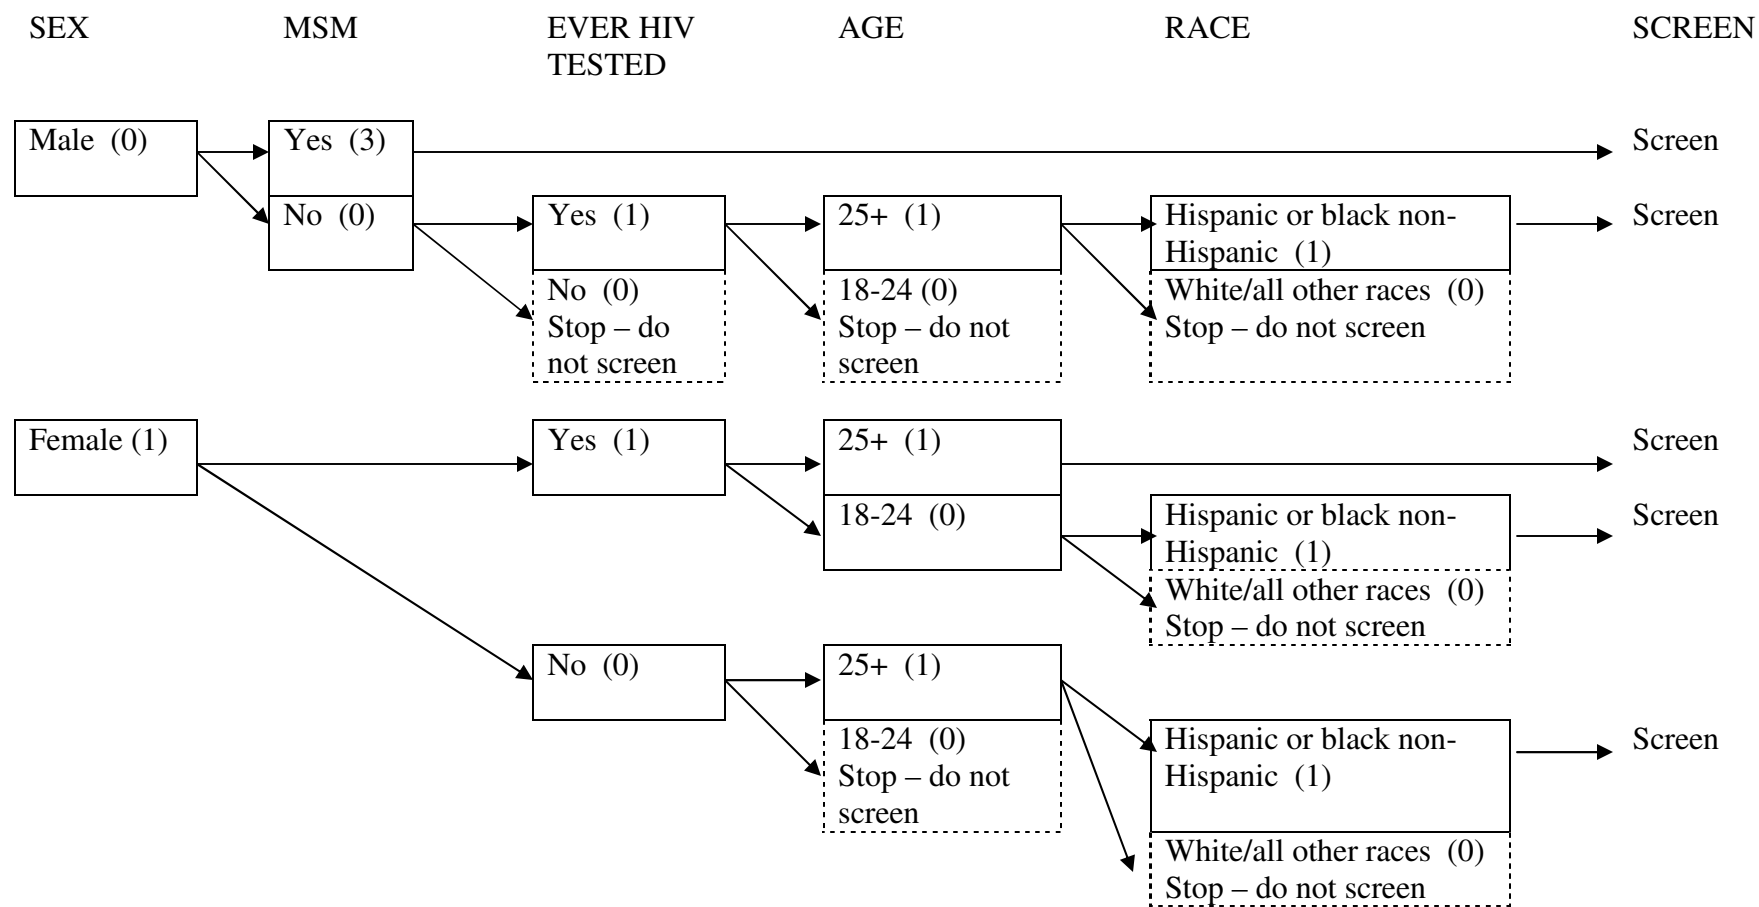 SEX
MSM
EVER HIV
TESTED
AGE
RACE
SCREEN
Male (0)
Yes (3)
Screen
No (0)
Yes (1)
25+ (1)
Hispanic or black non-
Hispanic (1)
Screen
No (0)
Stop – do
not screen
18-24 (0)
Stop – do not
screen
White/all other races (0)
Stop – do not screen
Female (1)
Yes (1)
25+ (1)
Screen
18-24 (0)
Hispanic or black non-
Hispanic (1)
Screen
White/all other races (0)
Stop – do not screen
No (0)
25+ (1)
18-24 (0)
Stop – do not
screen
Hispanic or black non-
Hispanic (1)
Screen
White/all other races (0)
Stop – do not screen